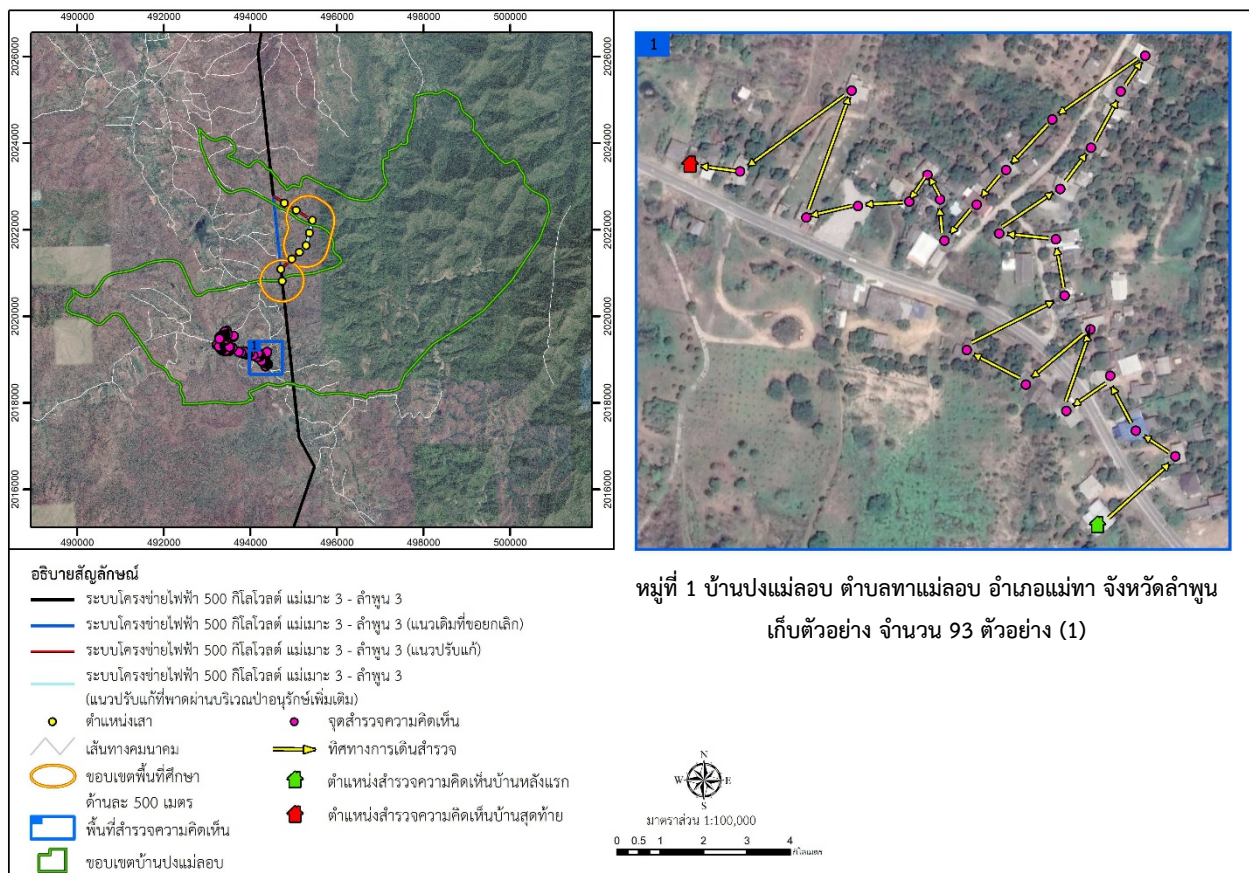 490000 492000 494000 496000 498000 500000
2026000
2024000
2022000
2020000
2018000
2016000
2026000
2024000
2022000
2020000
2018000
2016000
1
490000 492000 494000 496000 498000 500000
1
หมู่ที่ 1 บ้านปงแม่ลอบ ตำบลทาแม่ลอบ อำเภอแม่ทา จังหวัดลำพูน
เก็บตัวอย่าง จำนวน 93 ตัวอย่าง (1)
อธิบายสัญลักษณ์
ระบบโครงข่ายไฟฟ้า 500 กิโลโวลต์ แม่เมาะ 3 - ลำพูน 3
ระบบโครงข่ายไฟฟ้า 500 กิโลโวลต์ แม่เมาะ 3 - ลำพูน 3 (แนวเดิมที่ขอยกเลิก)
ระบบโครงข่ายไฟฟ้า 500 กิโลโวลต์ แม่เมาะ 3 - ลำพูน 3 (แนวปรับแก้)
ระบบโครงข่ายไฟฟ้า 500 กิโลโวลต์ แม่เมาะ 3 - ลำพูน 3
(แนวปรับแก้ที่พาดผ่านบริเวณป่าอนุรักษ์เพิ่มเติม)
ตำแหน่งเสา
เส้นทางคมนาคม
ขอบเขตพื้นที่ศึกษา
ด้านละ 500 เมตร
พื้นที่สำรวจความคิดเห็น
ขอบเขตบ้านปงแม่ลอบ
จุดสำรวจความคิดเห็น
ทิศทางการเดินสำรวจ
ตำแหน่งสำรวจความคิดเห็นบ้านหลังแรก
ตำแหน่งสำรวจความคิดเห็นบ้านสุดท้าย
N
W E
S
มาตราส่วน 1:100,000
0 0.5 1 2 3 4
กิโลเมตร